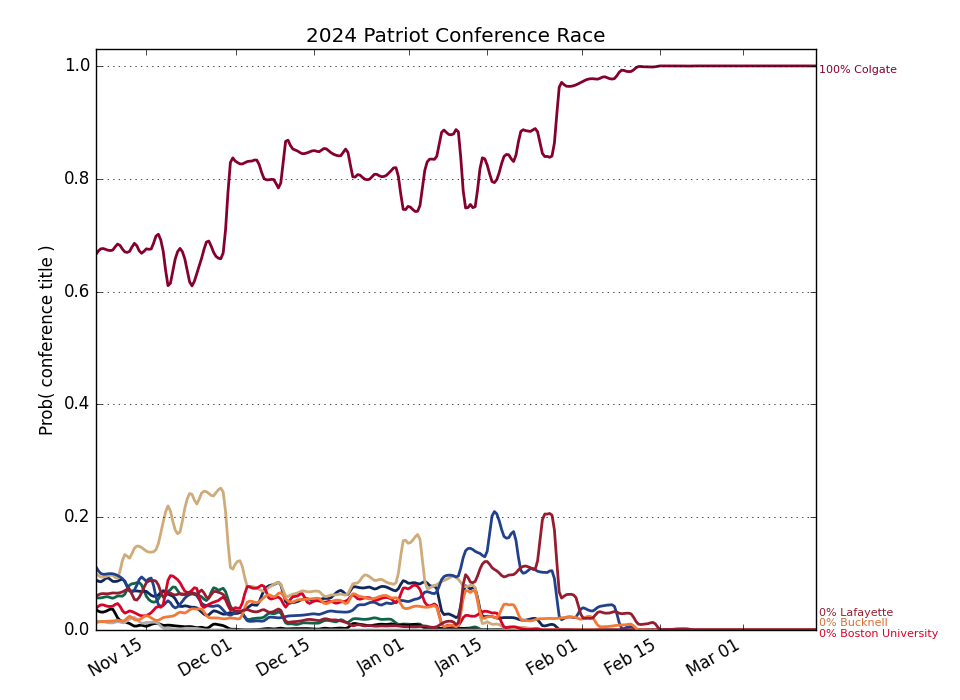 2024 Patriot Conference Race
Prob( conference title )
1.0
0.8
0.6
0.4
0.2
0.0
Nov 15
Dec 01
Dec 15
Jan 01
Jan 15
Feb 01
Feb 15
Mar 01
100% Colgate
0% Lafayette
0% Bucknell
0% Boston University